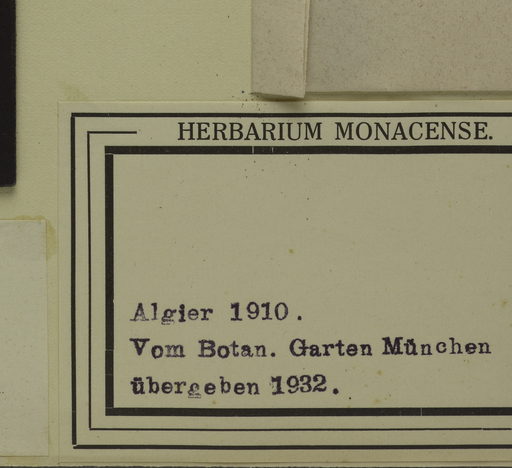 HERBARIUM MONACENSE.
Algier 1910.
Vom Botan. Garten München
übergeben 1932.